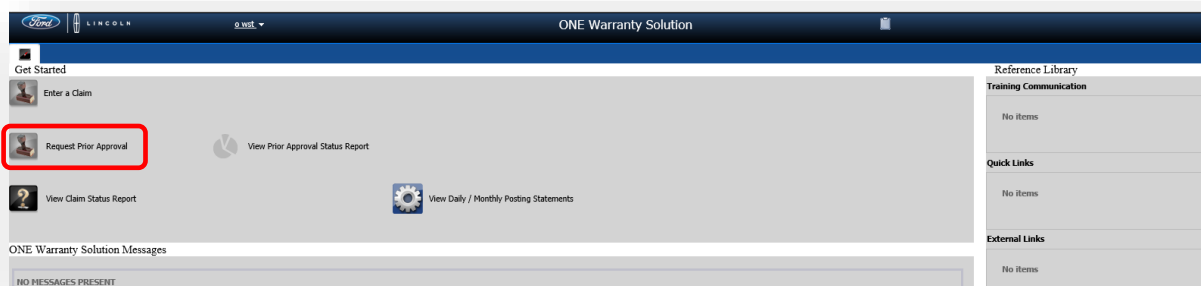 Ford LINCOLN
o wst
ONE Warranty Solution
Get Started
Enter a Claim
Request Prior Approval
View Prior Approval Status Report
View Claim Status Report
View Daily / Monthly Posting Statements
ONE Warranty Solution Messages
NO MESSAGES PRESENT
Reference Library
Training Communication
No items
Quick Links
No items
External Links
No items